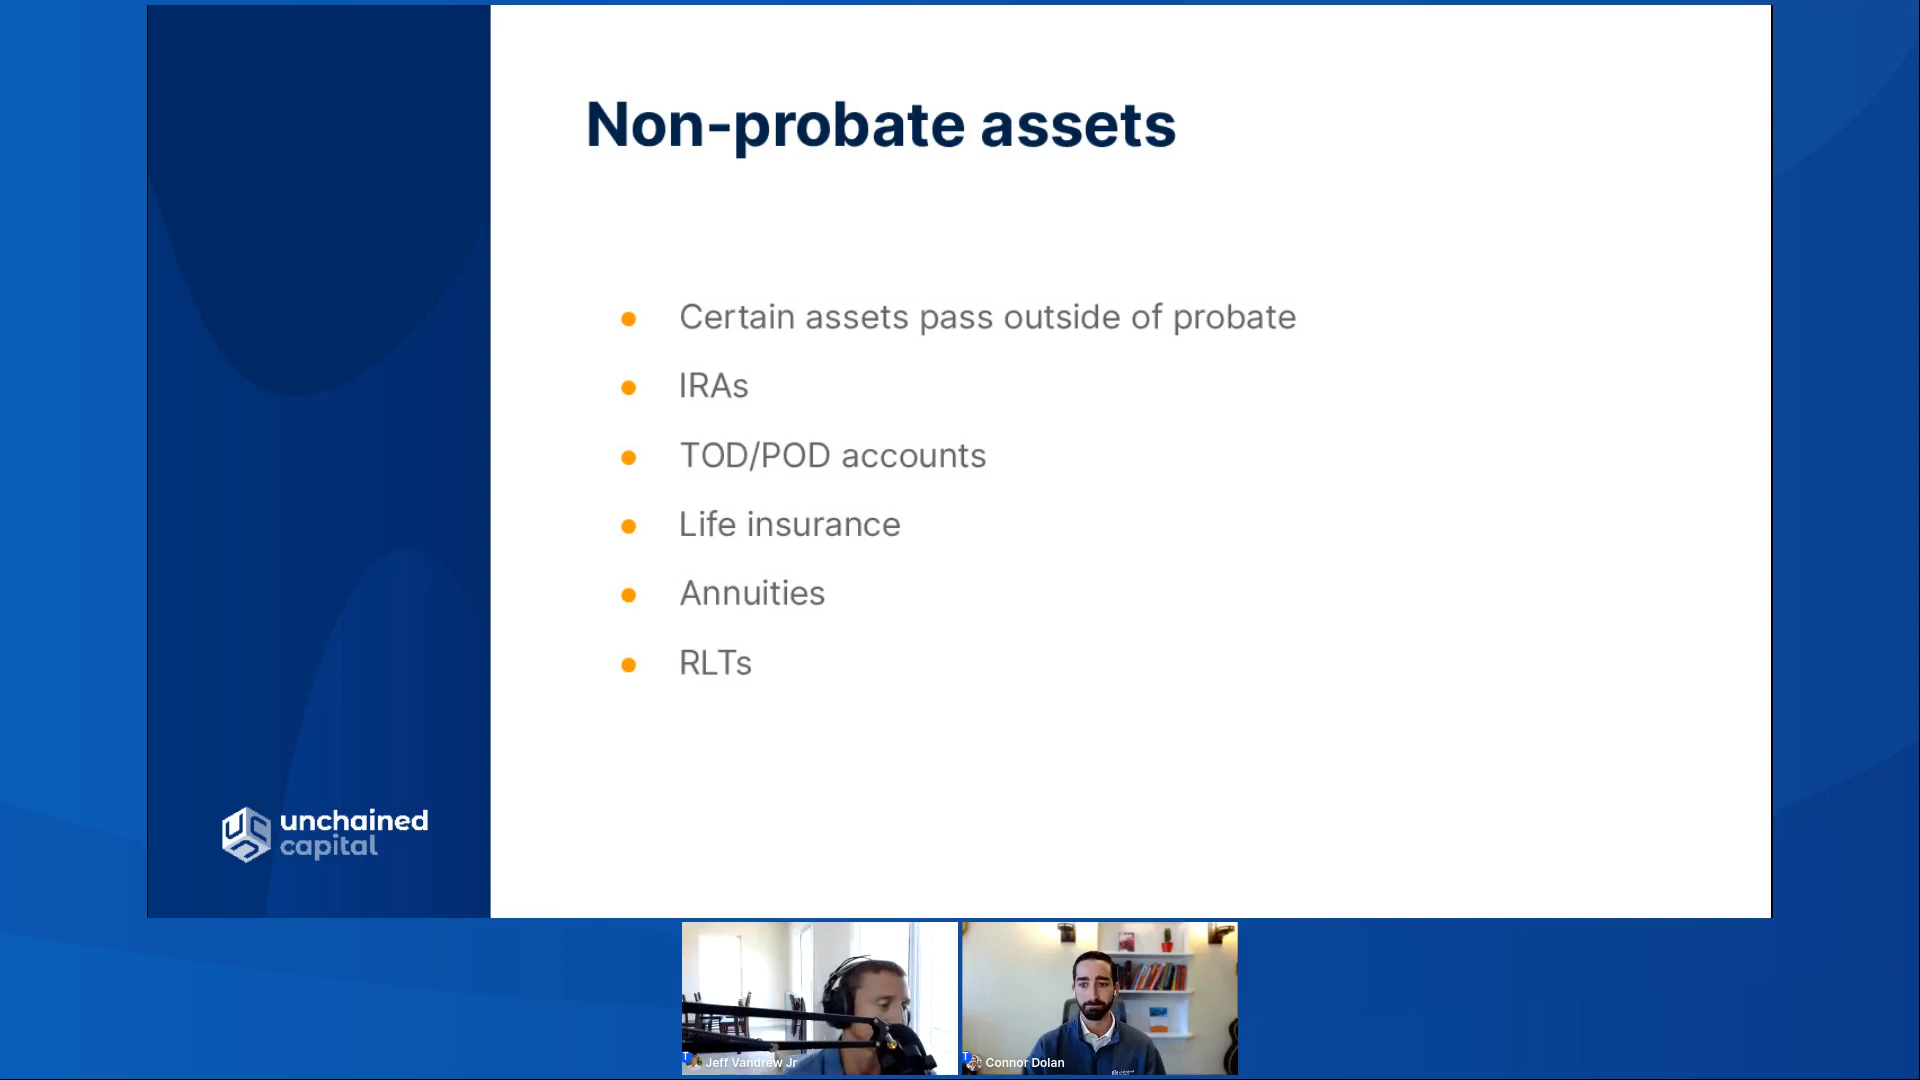 Non-probate assets
Certain assets pass outside of probate
IRAs
TOD/POD accounts
Life insurance
Annuities
RLTs
unchained
capital
Jeff Vandrew Jr
Connor Dolan